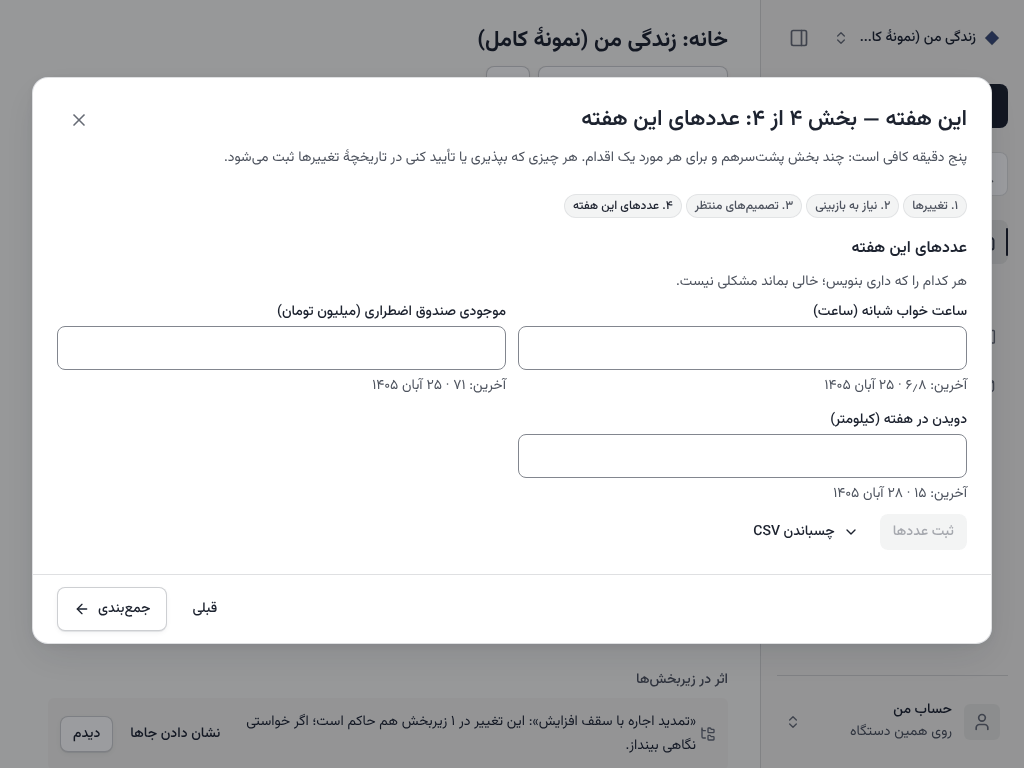 زندگی من (نمونهٔ کا...
خانه: زندگی من (نمونهٔ کامل)
این هفته — بخش ۴ از ۴: عددهای این هفته
پنج دقیقه کافی است: چند بخش پشت‌سرهم و برای هر مورد یک اقدام. هر چیزی که بپذیری یا تأیید کنی در تاریخچهٔ تغییرها ثبت می‌شود.
۱. تغییرها
۲. نیاز به بازبینی
۳. تصمیم‌های منتظر
۴. عددهای این هفته
عددهای این هفته
هر کدام را که داری بنویس؛ خالی بماند مشکلی نیست.
ساعت خواب شبانه (ساعت)
آخرین: ۶٫۸ · ۲۵ آبان ۱۴۰۵
موجودی صندوق اضطراری (میلیون تومان)
آخرین: ۷۱ · ۲۵ آبان ۱۴۰۵
دویدن در هفته (کیلومتر)
آخرین: ۱۵ · ۲۸ آبان ۱۴۰۵
ثبت عددها
چسباندن CSV
قبلی
جمع‌بندی
اثر در زیربخش‌ها
«تمدید اجاره با سقف افزایش»: این تغییر در ۱ زیربخش هم حاکم است؛ اگر خواستی
نگاهی بینداز.
نشان دادن جاها
دیدم
حساب من
روی همین دستگاه